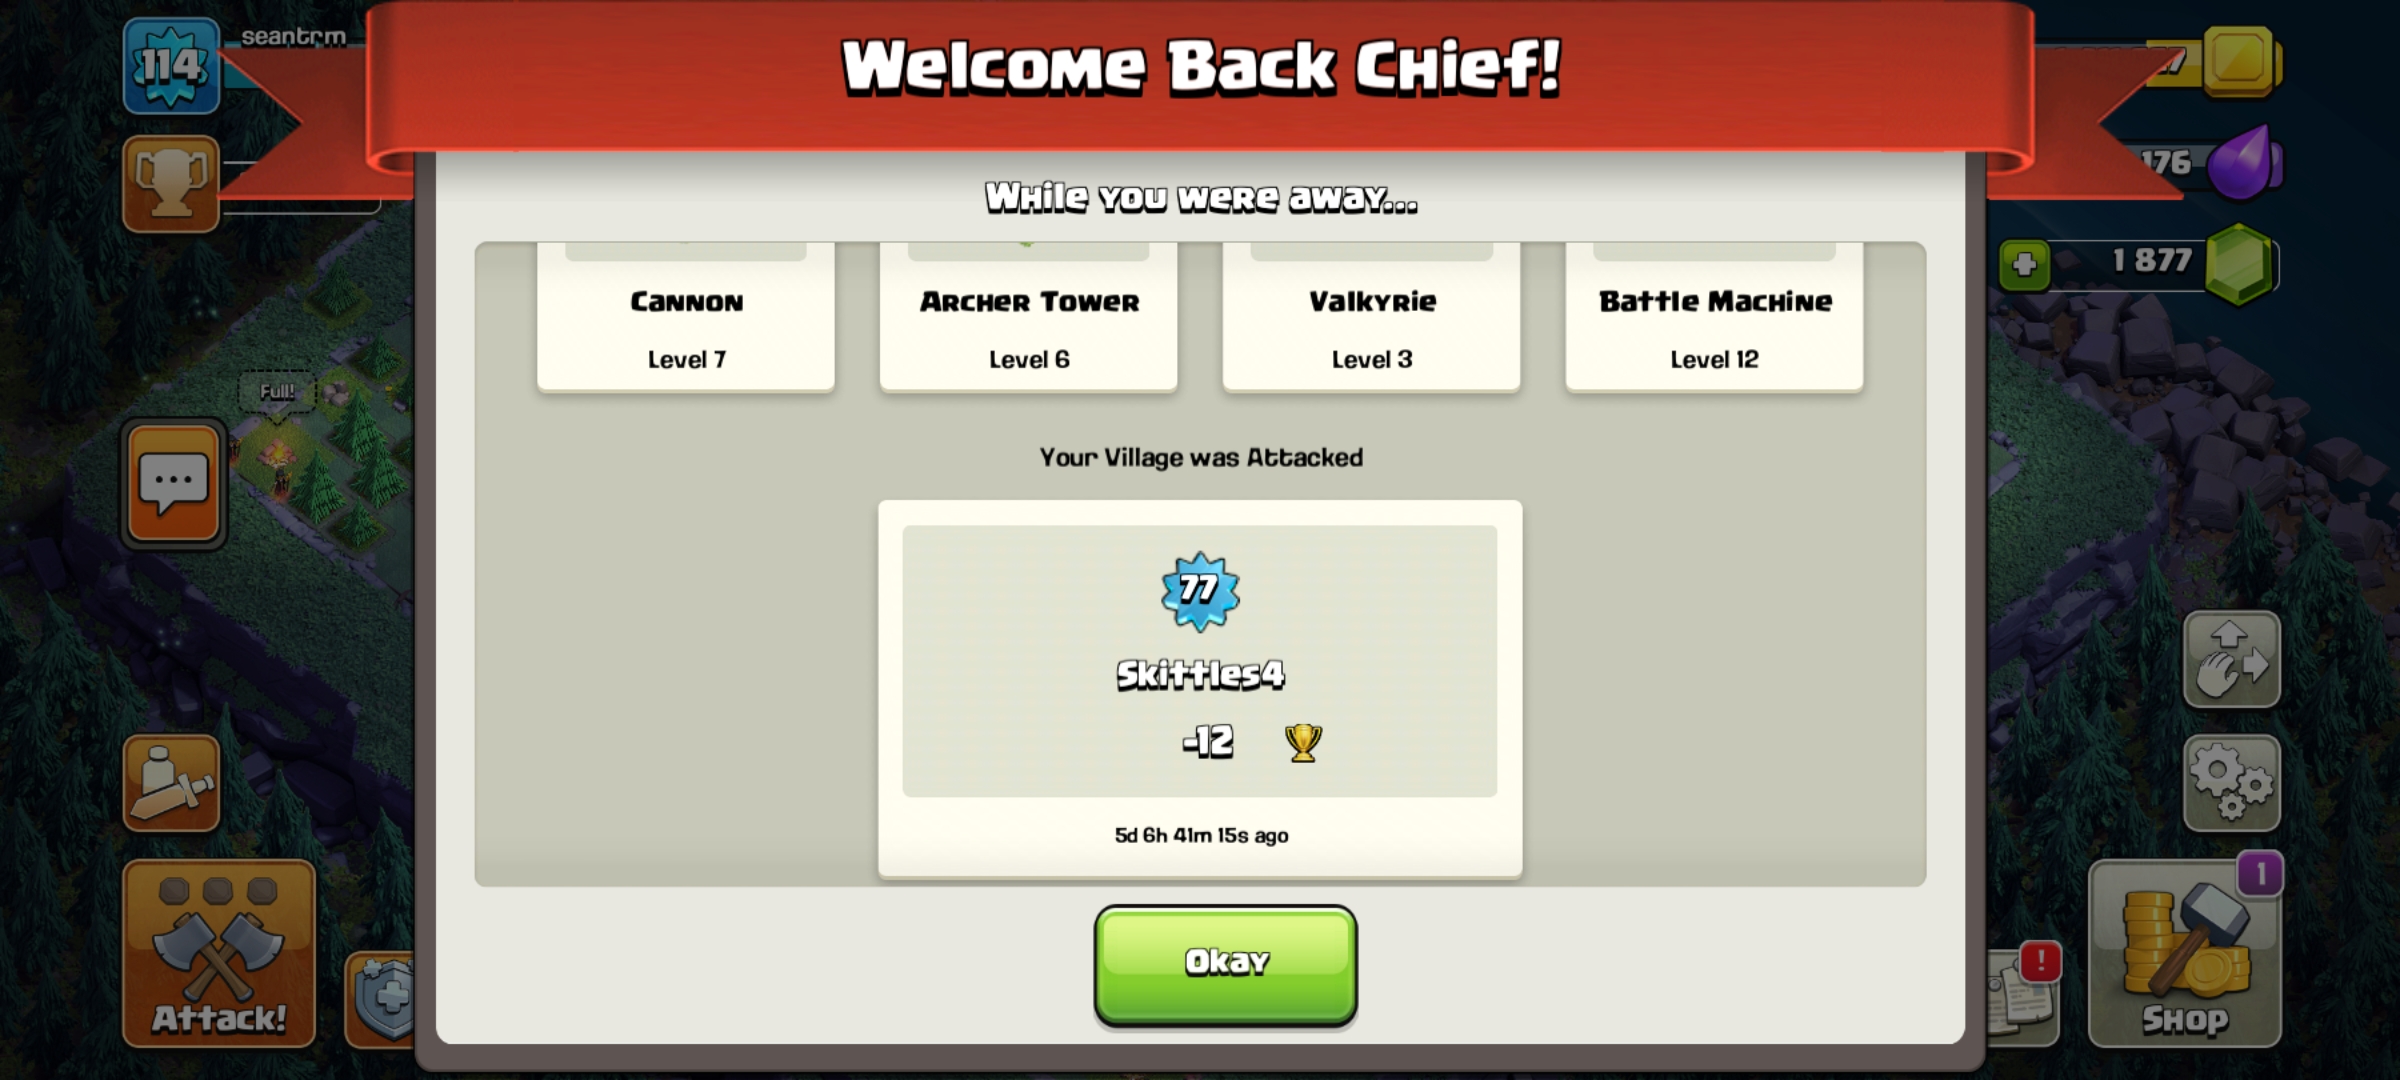 114
seantrm
Welcome Back Chief!
While you were away...
176
1 877
Cannon
Archer Tower
Valkyrie
Battle Machine
Level 7
Level 6
Level 3
Level 12
Full!
Your Village was Attacked
77
Skittles4
-12
5d 6h 41m 15s ago
Okay
Attack!
1
!
Shop